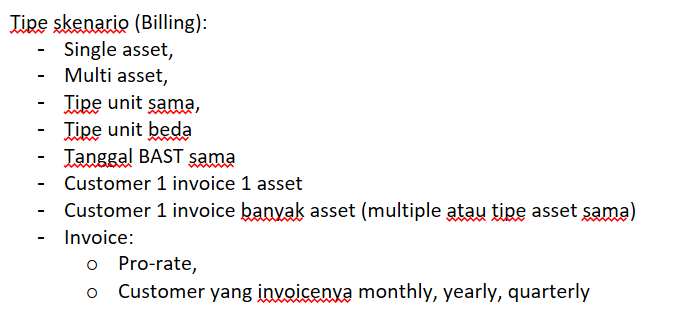 Tipe skenario (Billing):
- Single asset,
- Multi asset,
- Tipe unit sama,
- Tipe unit beda
- Tanggal BAST sama
- Customer 1 invoice 1 asset
- Customer 1 invoice banyak asset (multiple atau tipe asset sama)
- Invoice:
o Pro-rate,
o Customer yang invoicenya monthly, yearly, quarterly